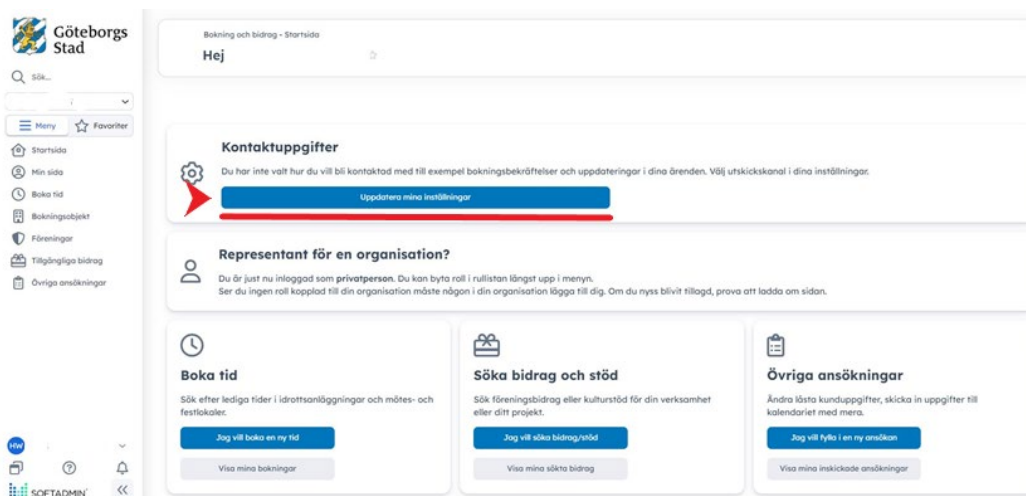 Göteborgs
Stad
Sök...
Meny
Favoriter
Startsida
Min sida
Boka tid
Bokningsobjekt
Föreningar
Tillgängliga bidrag
Övriga ansökningar
HW
SOFTADMIN
Bokning och bidrag - Startsida
Hej
Kontaktuppgifter
Du har inte valt hur du vill bli kontaktad med till exempel bokningsbekräftelser och uppdateringar i dina ärenden. Välj utskickskanal i dina inställningar.
Uppdatera mina inställningar
Representant för en organisation?
Du är just nu inloggad som privatperson. Du kan byta roll i rullistan längst upp i menyn.
Ser du ingen roll kopplad till din organisation måste någon i din organisation lägga till dig. Om du nyss blivit tillagd, prova att ladda om sidan.
Boka tid
Sök efter lediga tider i idrottsanläggningar och mötes- och
festlokaler.
Jag vill boka en ny tid
Visa mina bokningar
Söka bidrag och stöd
Sök föreningsbidrag eller kulturstöd för din verksamhet
eller ditt projekt.
Jag vill söka bidrag/stöd
Visa mina sökta bidrag
Övriga ansökningar
Ändra låsta kunduppgifter, skicka in uppgifter till
kalendariet med mera.
Jag vill fylla i en ny ansökan
Visa mina inskickade ansökningar